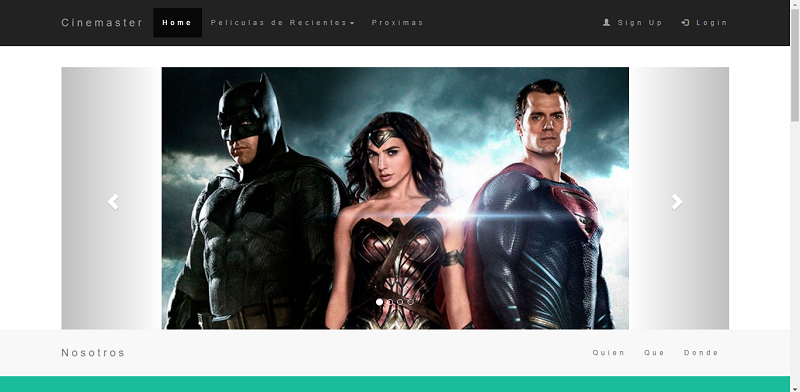 Cinemaster Home Peliculas de Recientes Proximas Sign Up Login
Nosotros Quien Que Donde